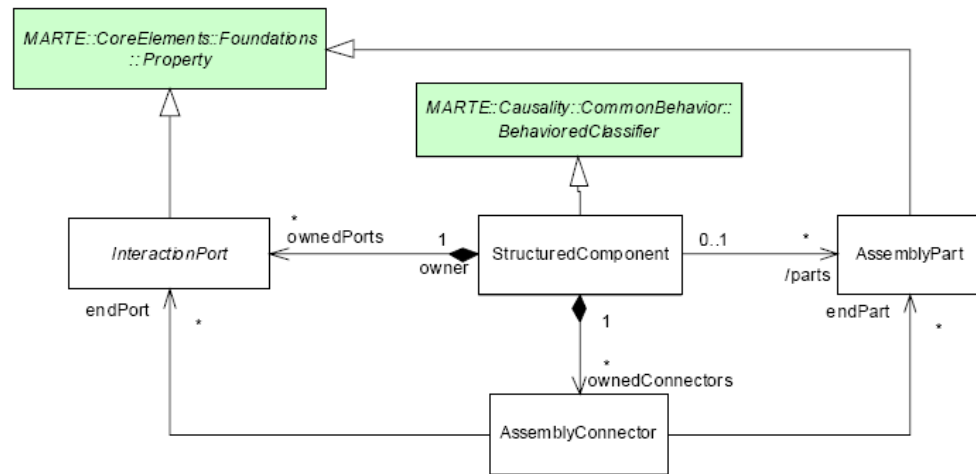 MARTE::CoreElements::Foundations
::Property
MARTE::Causality::CommonBehavior::
BehavioredClassifier
*
ownedPorts
1
owner
InteractionPort
StructuredComponent
0..1
*
/parts
AssemblyPart
endPort
*
1
endPart
*
*
/ownedConnectors
AssemblyConnector